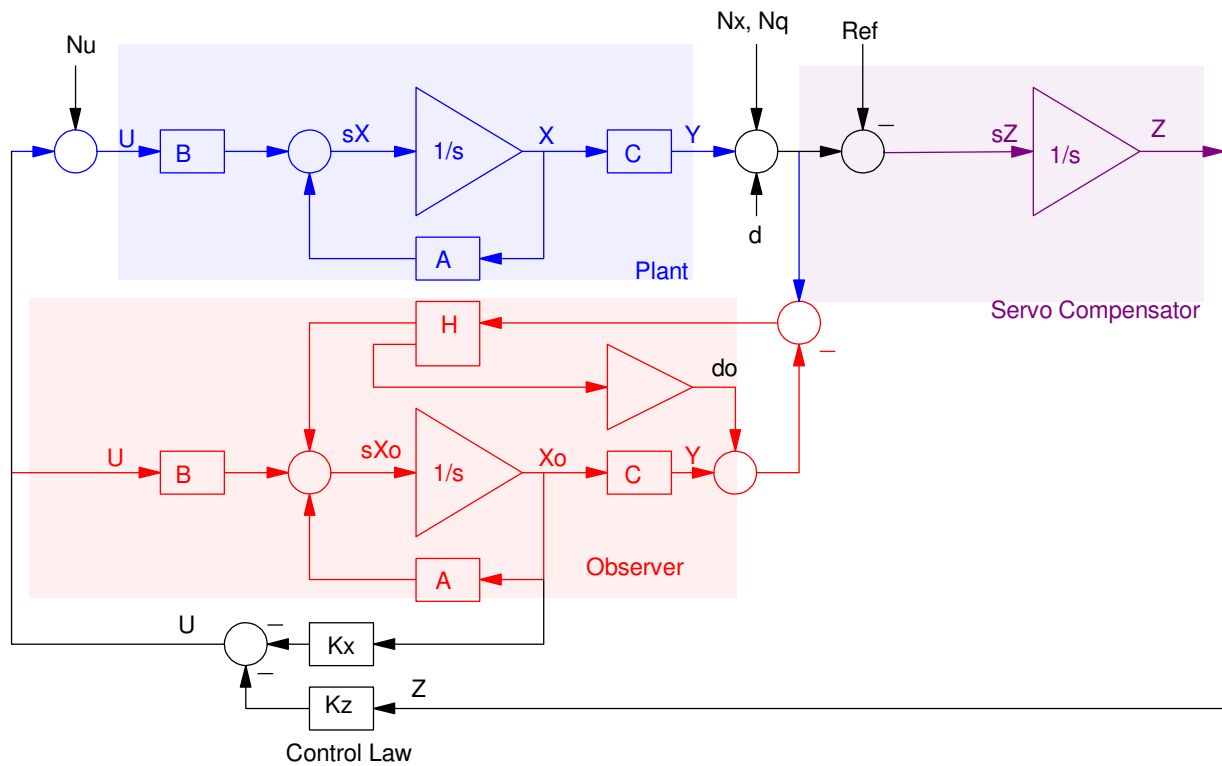 Nu
Nx, Nq
Ref
U
B
sX
1/s
X
C
Y
–
sZ
1/s
Z
A
d
Plant
Servo Compensator
H
–
do
U
B
sXo
1/s
Xo
C
Y
A
Observer
U
–
Kx
–
Kz
Z
Control Law